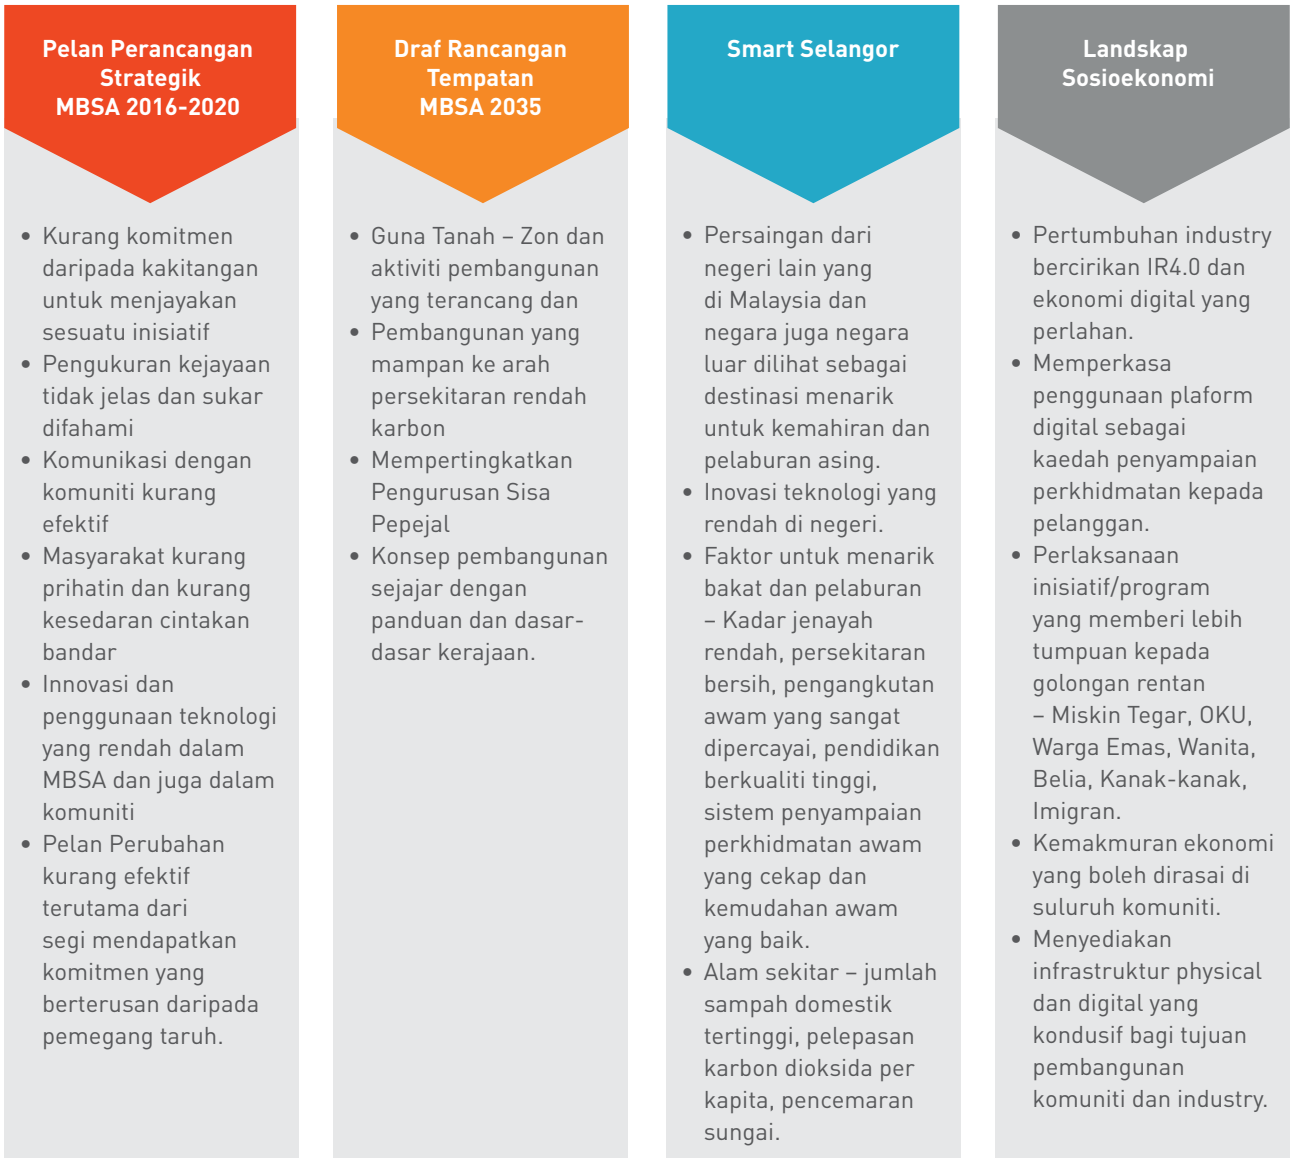 Pelan Perancangan
Strategik
MBSA 2016-2020
• Kurang komitmen
daripada kakitangan
untuk menjayakan
sesuatu inisiatif
• Pengukuran kejayaan
tidak jelas dan sukar
difahami
• Komunikasi dengan
komuniti kurang
efektif
• Masyarakat kurang
prihatin dan kurang
kesedaran cintakan
bandar
• Innovasi dan
penggunaan teknologi
yang rendah dalam
MBSA dan juga dalam
komuniti
• Pelan Perubahan
kurang efektif
terutama dari
segi mendapatkan
komitmen yang
berterusan daripada
pemegang taruh.
Draf Rancangan
Tempatan
MBSA 2035
• Guna Tanah – Zon dan
aktiviti pembangunan
yang terancang dan
• Pembangunan yang
mampan ke arah
persekitaran rendah
karbon
• Mempertingkatkan
Pengurusan Sisa
Pepejal
• Konsep pembangunan
sejajar dengan
panduan dan dasar-
dasar kerajaan.
Smart Selangor
• Persaingan dari
negeri lain yang
di Malaysia dan
negara juga negara
luar dilihat sebagai
destinasi menarik
untuk kemahiran dan
pelaburan asing.
• Inovasi teknologi yang
rendah di negeri.
• Faktor untuk menarik
bakat dan pelaburan
– Kadar jenayah
rendah, persekitaran
bersih, pengangkutan
awam yang sangat
dipercayai, pendidikan
berkualiti tinggi,
sistem penyampaian
perkhidmatan awam
yang cekap dan
kemudahan awam
yang baik.
• Alam sekitar – jumlah
sampah domestik
tertinggi, pelepasan
karbon dioksida per
kapita, pencemaran
sungai.
Landskap
Sosioekonomi
• Pertumbuhan industry
bercirikan IR4.0 dan
ekonomi digital yang
perlahan.
• Memperkasa
penggunaan plaform
digital sebagai
kaedah penyampaian
perkhidmatan kepada
pelanggan.
• Perlaksanaan
inisiatif/program
yang memberi lebih
tumpuan kepada
golongan rentan
– Miskin Tegar, OKU,
Warga Emas, Wanita,
Belia, Kanak-kanak,
Imigran.
• Kemakmuran ekonomi
yang boleh dirasai di
suluruh komuniti.
• Menyediakan
infrastruktur physical
dan digital yang
kondusif bagi tujuan
pembangunan
komuniti dan industry.